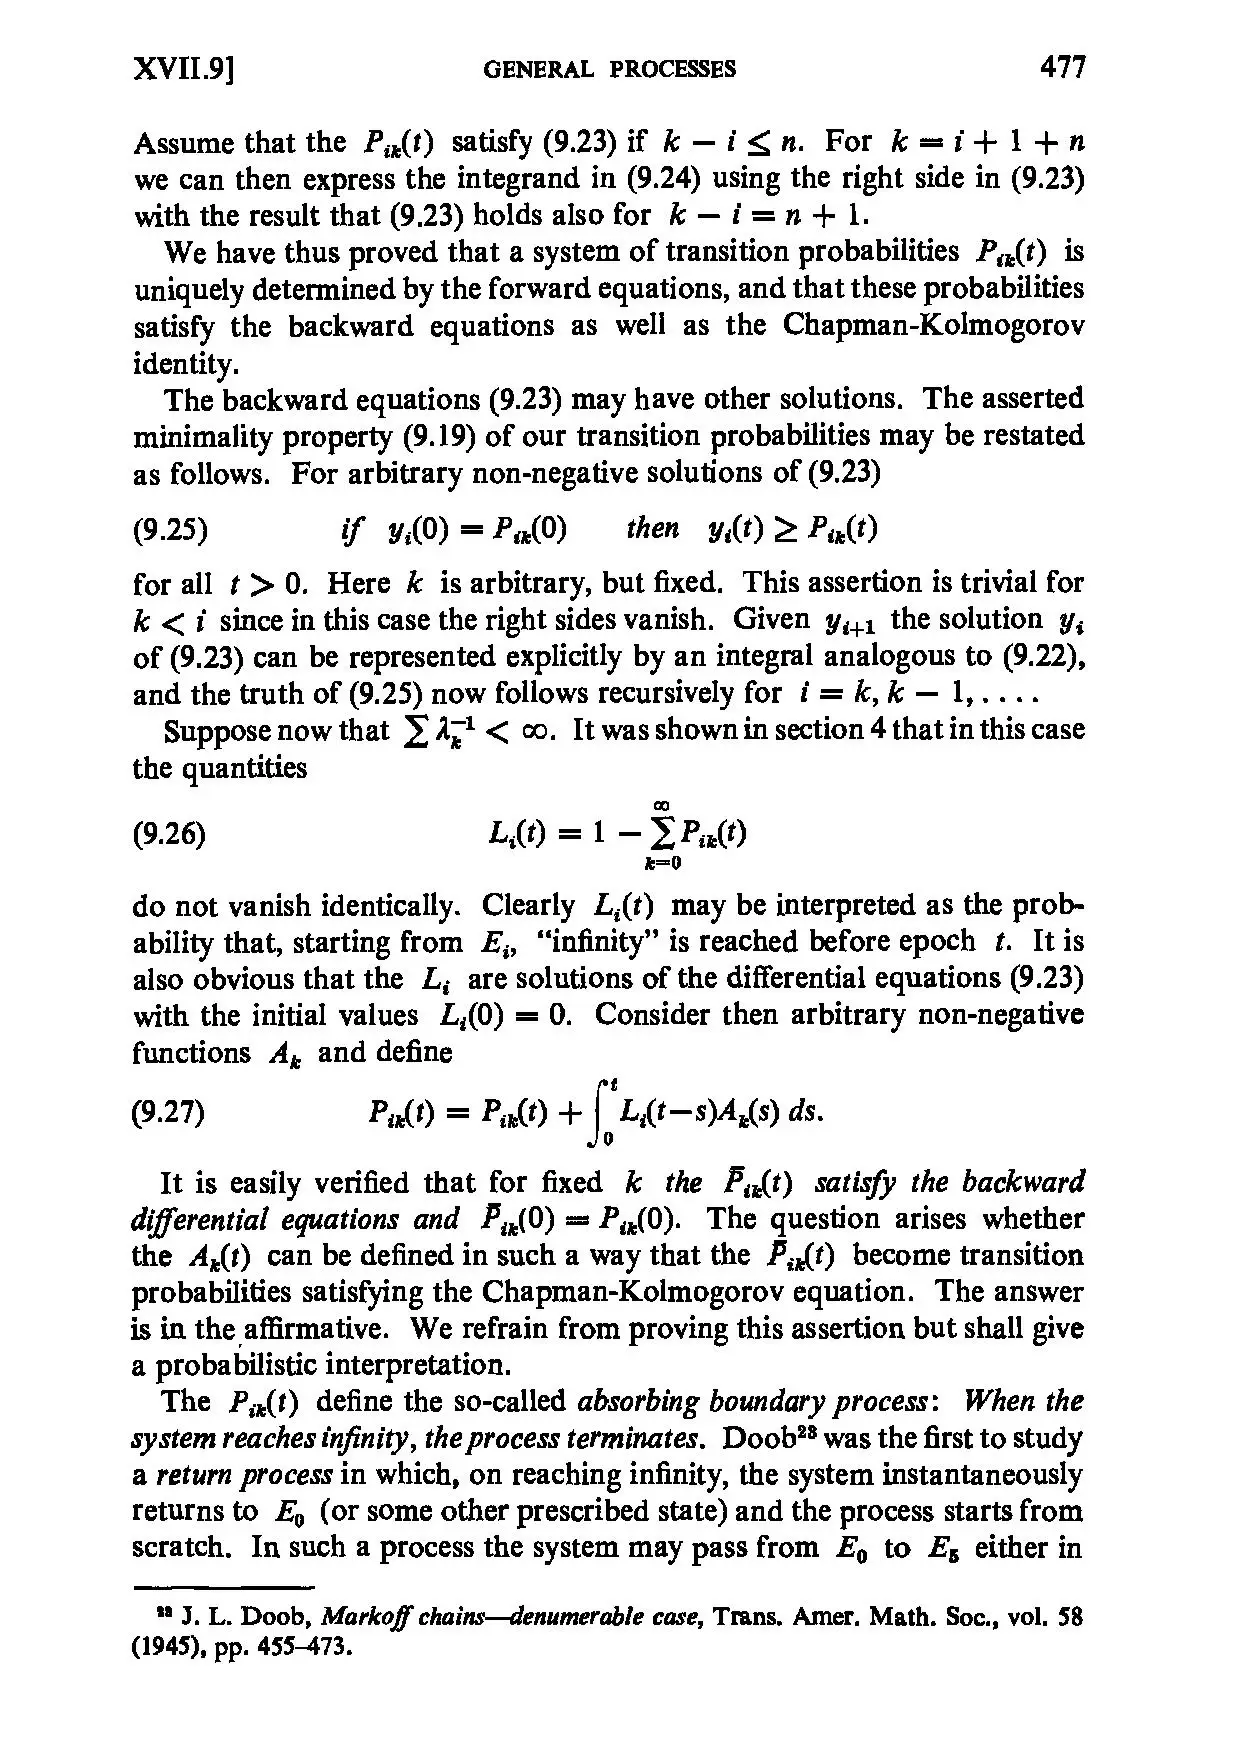 XVII.9] GENERAL PROCESSES 477
Assume that the P_{ik}(t) satisfy (9.23) if k − i ≤ n. For k = i + 1 + n
we can then express the integrand in (9.24) using the right side in (9.23)
with the result that (9.23) holds also for k − i = n + 1.
We have thus proved that a system of transition probabilities P_{ik}(t) is
uniquely determined by the forward equations, and that these probabilities
satisfy the backward equations as well as the Chapman-Kolmogorov
identity.
The backward equations (9.23) may have other solutions. The asserted
minimality property (9.19) of our transition probabilities may be restated
as follows. For arbitrary non-negative solutions of (9.23)
(9.25) if y_i(0) = P_{ik}(0) then y_i(t) ≥ P_{ik}(t)
for all t > 0. Here k is arbitrary, but fixed. This assertion is trivial for
k < i since in this case the right sides vanish. Given y_{i+1} the solution y_i
of (9.23) can be represented explicitly by an integral analogous to (9.22),
and the truth of (9.25) now follows recursively for i = k, k − 1, . . . .
Suppose now that ∑ λ_k^{−1} < ∞. It was shown in section 4 that in this case
the quantities
(9.26) L_i(t) = 1 − ∑_{k=0}^{∞} P_{ik}(t)
do not vanish identically. Clearly L_i(t) may be interpreted as the prob-
ability that, starting from E_i, “infinity” is reached before epoch t. It is
also obvious that the L_i are solutions of the differential equations (9.23)
with the initial values L_i(0) = 0. Consider then arbitrary non-negative
functions A_k and define
(9.27) P_{ik}(t) = P_{ik}(t) + ∫_0^t L_i(t−s)A_k(s) ds.
It is easily verified that for fixed k the P̄_{ik}(t) satisfy the backward
differential equations and P̄_{ik}(0) = P_{ik}(0). The question arises whether
the A_k(t) can be defined in such a way that the P̄_{ik}(t) become transition
probabilities satisfying the Chapman-Kolmogorov equation. The answer
is in the affirmative. We refrain from proving this assertion but shall give
a probabilistic interpretation.
The P_{ik}(t) define the so-called absorbing boundary process: When the
system reaches infinity, the process terminates. Doob²³ was the first to study
a return process in which, on reaching infinity, the system instantaneously
returns to E_0 (or some other prescribed state) and the process starts from
scratch. In such a process the system may pass from E_0 to E_5 either in
²³ J. L. Doob, Markoff chains—denumerable case, Trans. Amer. Math. Soc., vol. 58
(1945), pp. 455–473.